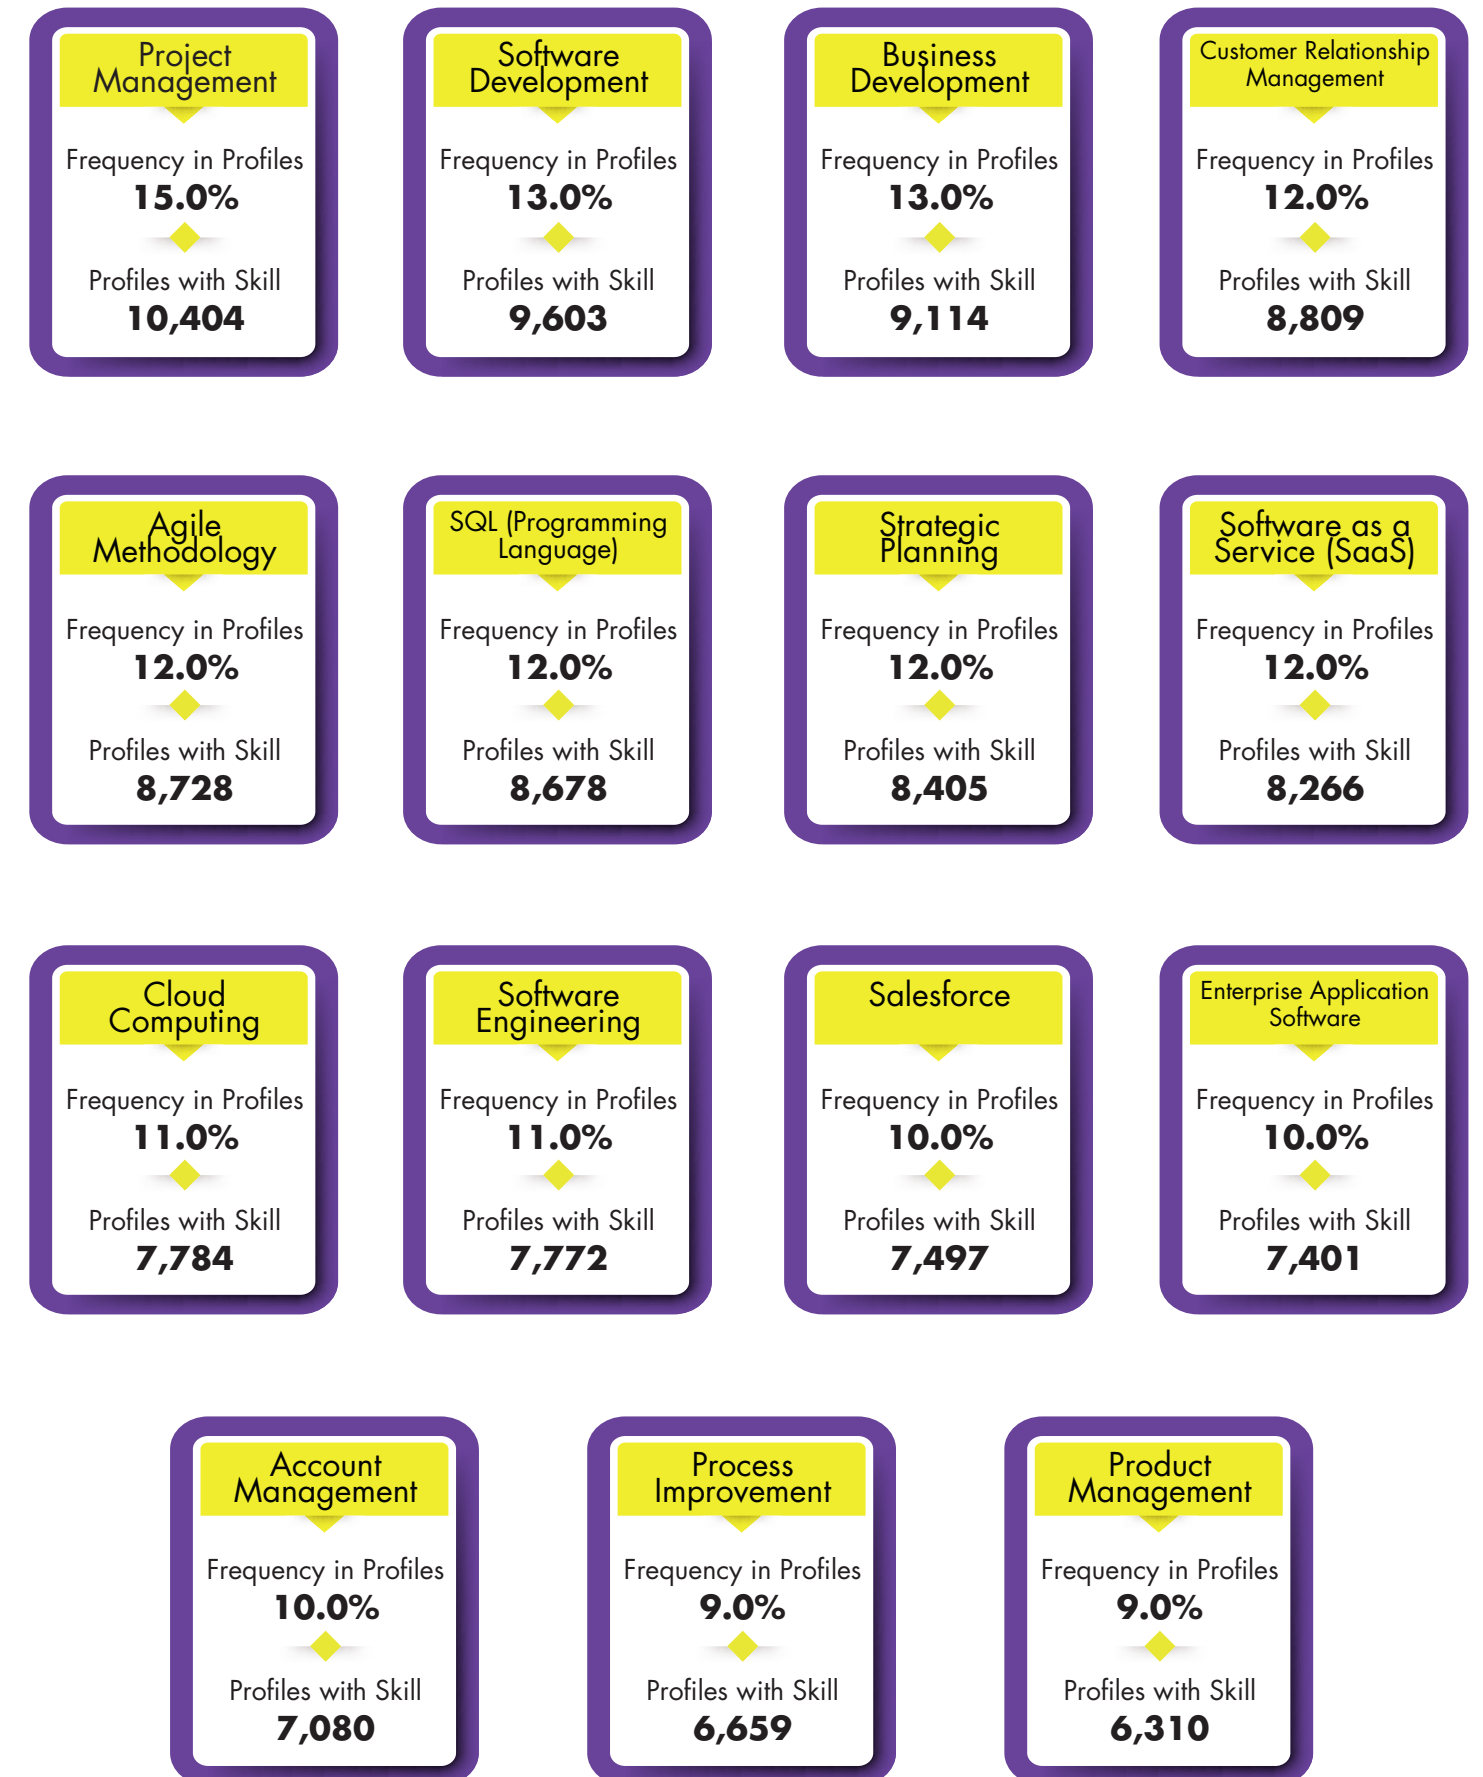 Project
Management
Frequency in Profiles
15.0%
Profiles with Skill
10,404
Software
Development
Frequency in Profiles
13.0%
Profiles with Skill
9,603
Business
Development
Frequency in Profiles
13.0%
Profiles with Skill
9,114
Customer Relationship
Management
Frequency in Profiles
12.0%
Profiles with Skill
8,809
Agile
Methodology
Frequency in Profiles
12.0%
Profiles with Skill
8,728
SQL (Programming
Language)
Frequency in Profiles
12.0%
Profiles with Skill
8,678
Strategic
Planning
Frequency in Profiles
12.0%
Profiles with Skill
8,405
Software as a
Service (SaaS)
Frequency in Profiles
12.0%
Profiles with Skill
8,266
Cloud
Computing
Frequency in Profiles
11.0%
Profiles with Skill
7,784
Software
Engineering
Frequency in Profiles
11.0%
Profiles with Skill
7,772
Salesforce
Frequency in Profiles
10.0%
Profiles with Skill
7,497
Enterprise Application
Software
Frequency in Profiles
10.0%
Profiles with Skill
7,401
Account
Management
Frequency in Profiles
10.0%
Profiles with Skill
7,080
Process
Improvement
Frequency in Profiles
9.0%
Profiles with Skill
6,659
Product
Management
Frequency in Profiles
9.0%
Profiles with Skill
6,310